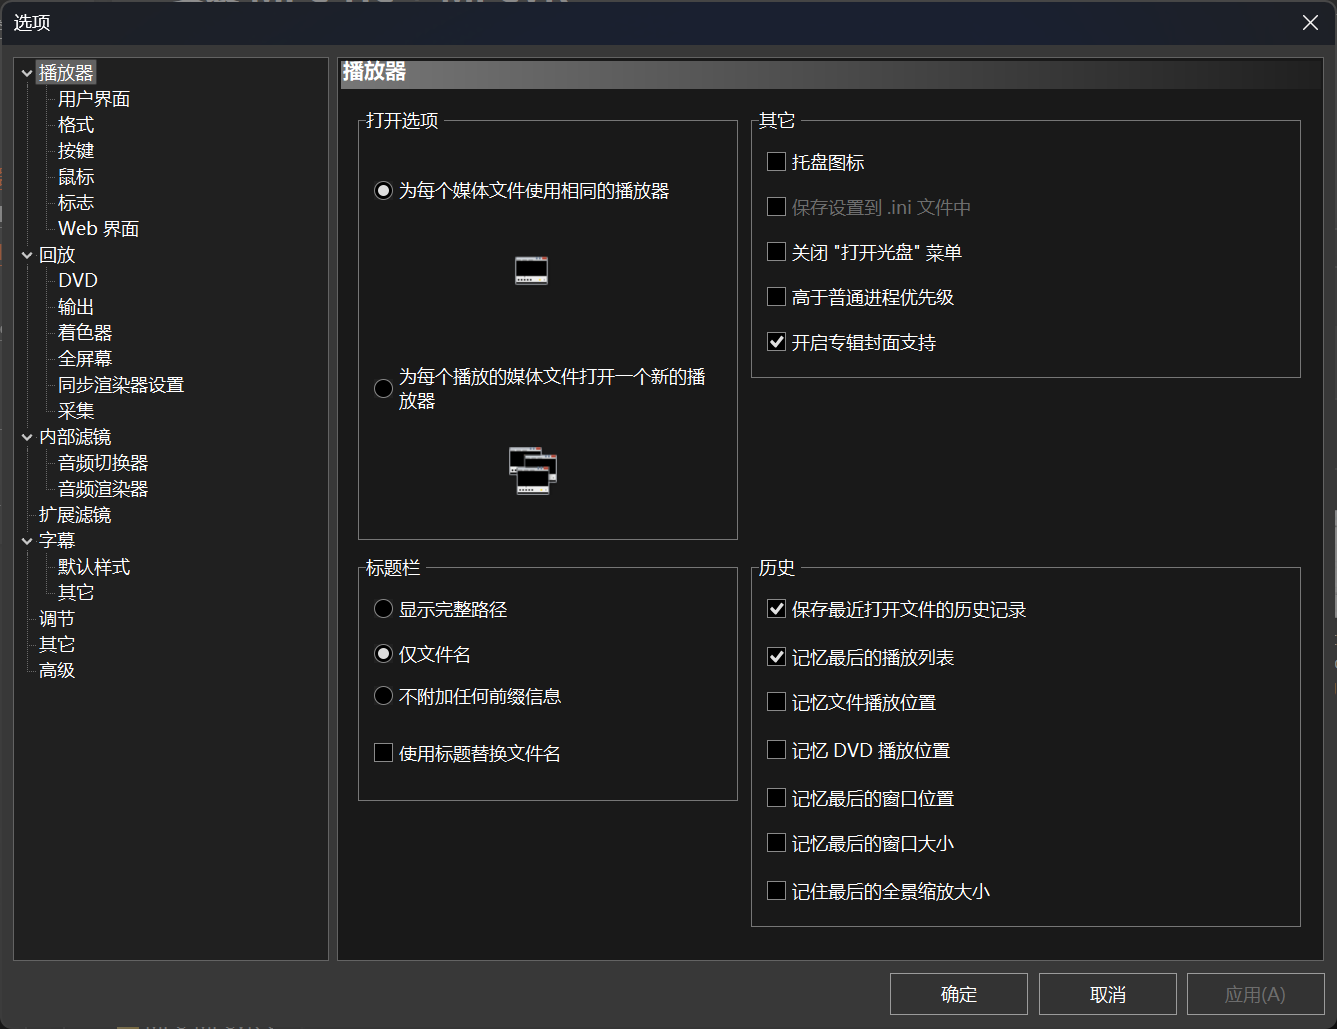 选项
播放器
用户界面
格式
按键
鼠标
标志
Web 界面
回放
DVD
输出
着色器
全屏幕
同步渲染器设置
采集
内部滤镜
音频切换器
音频渲染器
扩展滤镜
字幕
默认样式
其它
调节
其它
高级
播放器
打开选项
为每个媒体文件使用相同的播放器
为每个播放的媒体文件打开一个新的播
放器
其它
托盘图标
保存设置到 .ini 文件中
关闭 "打开光盘" 菜单
高于普通进程优先级
开启专辑封面支持
标题栏
显示完整路径
仅文件名
不附加任何前缀信息
使用标题替换文件名
历史
保存最近打开文件的历史记录
记忆最后的播放列表
记忆文件播放位置
记忆 DVD 播放位置
记忆最后的窗口位置
记忆最后的窗口大小
记住最后的全景缩放大小
确定
取消
应用(A)